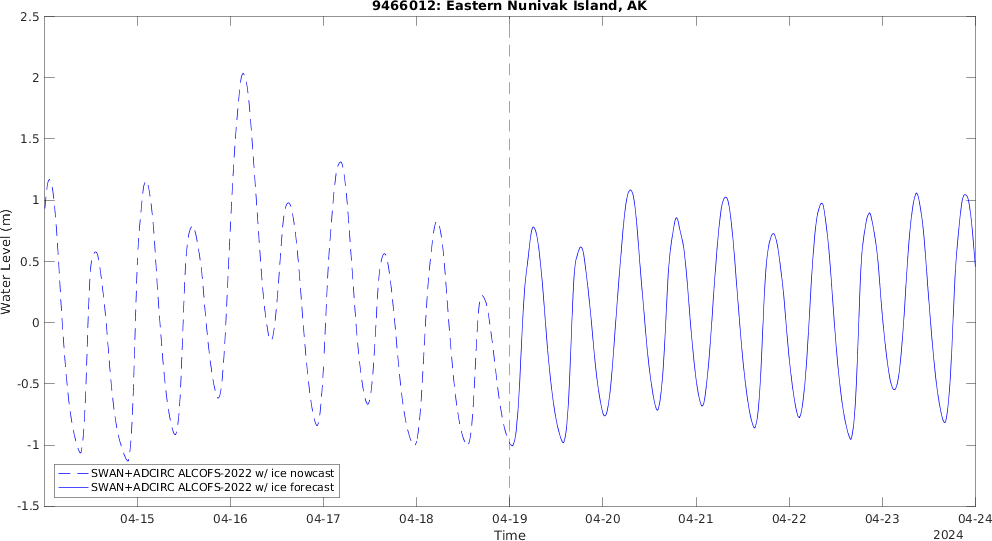 9466012: Eastern Nunivak Island, AK
2.5
2
1.5
1
0.5
0
-0.5
-1
-1.5
Water Level (m)
SWAN+ADCIRC ALCOFS-2022 w/ ice nowcast
SWAN+ADCIRC ALCOFS-2022 w/ ice forecast
04-15 04-16 04-17 04-18 04-19 04-20 04-21 04-22 04-23 04-24
Time
2024